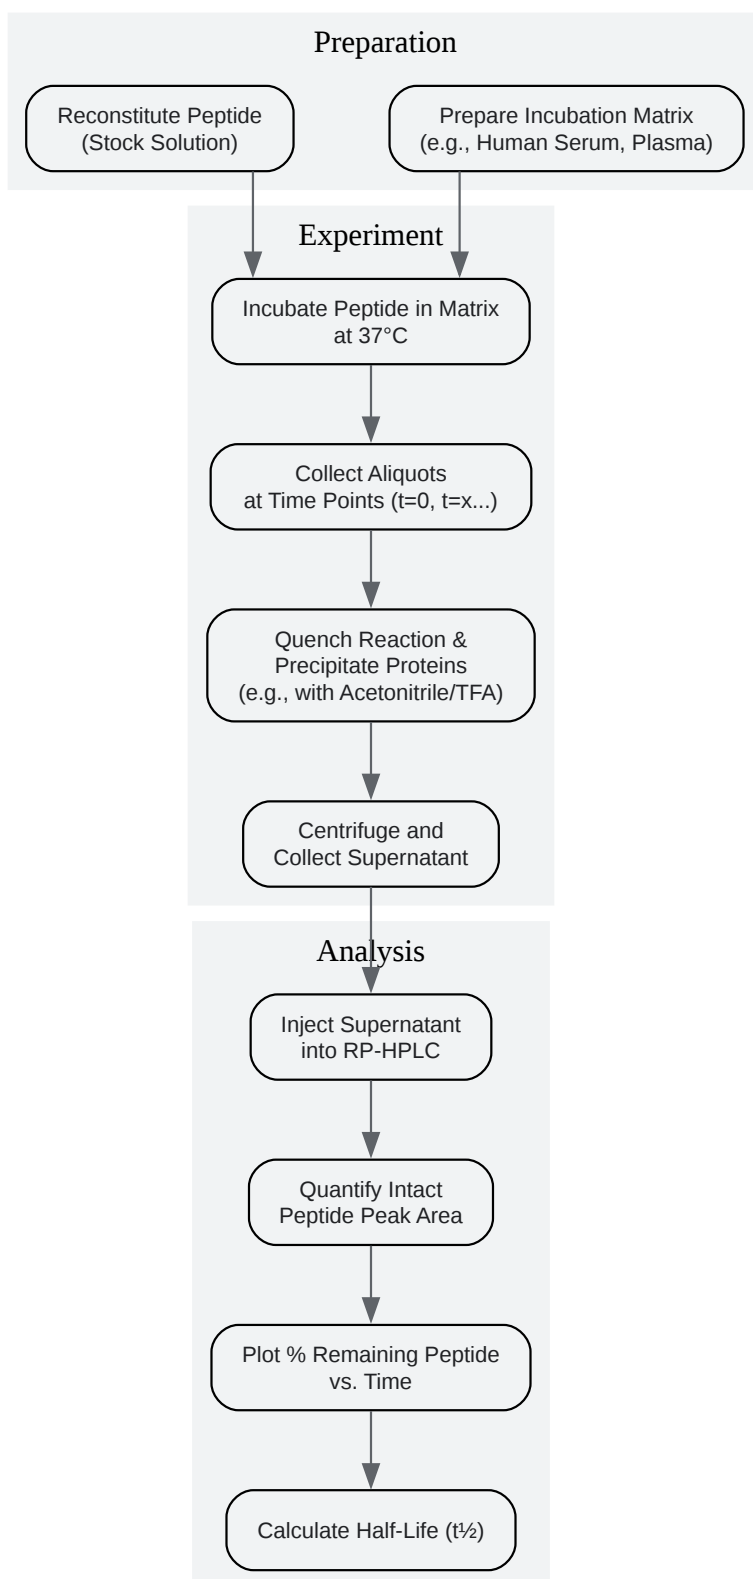 Preparation
Reconstitute Peptide
(Stock Solution)
Prepare Incubation Matrix
(e.g., Human Serum, Plasma)
Experiment
Incubate Peptide in Matrix
at 37°C
Collect Aliquots
at Time Points (t=0, t=x...)
Quench Reaction &
Precipitate Proteins
(e.g., with Acetonitrile/TFA)
Centrifuge and
Collect Supernatant
Analysis
Inject Supernatant
into RP-HPLC
Quantify Intact
Peptide Peak Area
Plot % Remaining Peptide
vs. Time
Calculate Half-Life (t½)